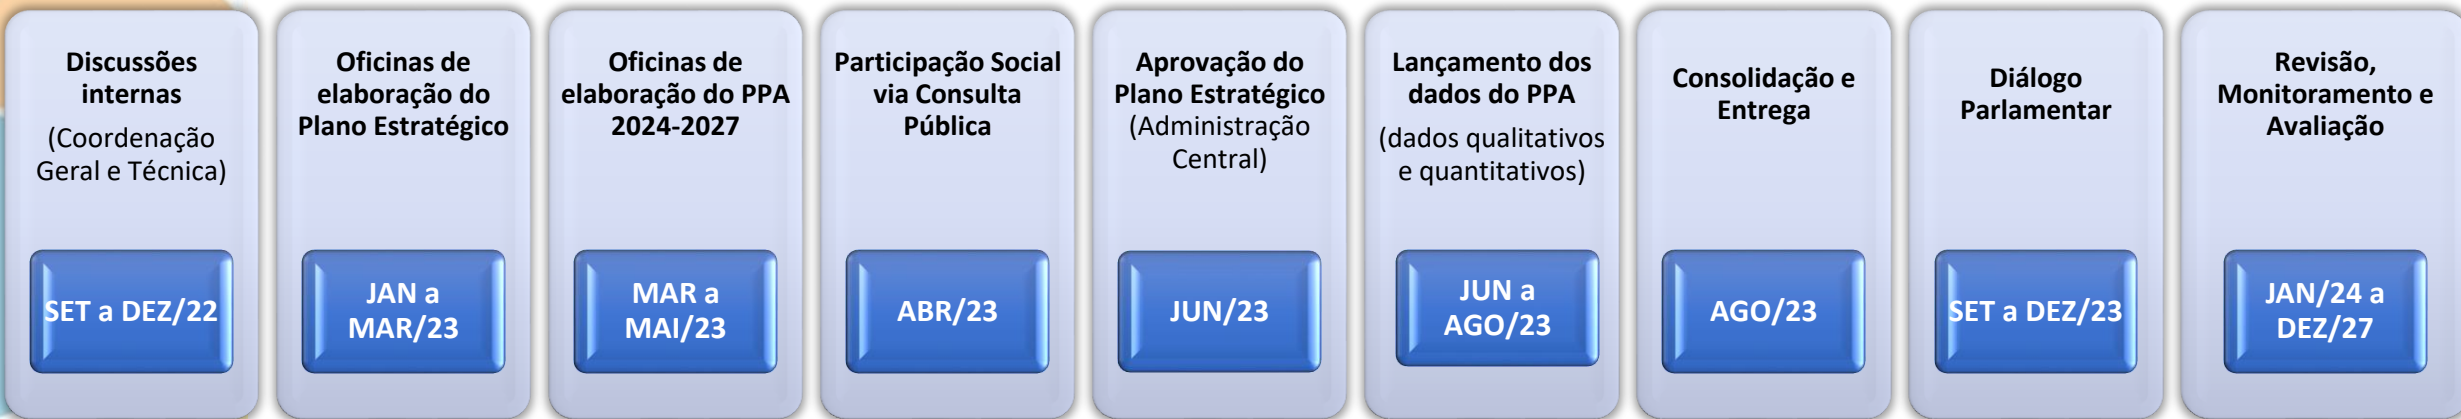 Discussões
internas
(Coordenação
Geral e Técnica)
SET a DEZ/22
Oficinas de
elaboração do
Plano Estratégico
JAN a
MAR/23
Oficinas de
elaboração do PPA
2024-2027
MAR a
MAI/23
Participação Social
via Consulta
Pública
ABR/23
Aprovação do
Plano Estratégico
(Administração
Central)
JUN/23
Lançamento dos
dados do PPA
(dados qualitativos
e quantitativos)
JUN a
AGO/23
Consolidação e
Entrega
AGO/23
Diálogo
Parlamentar
SET a DEZ/23
Revisão,
Monitoramento e
Avaliação
JAN/24 a
DEZ/27